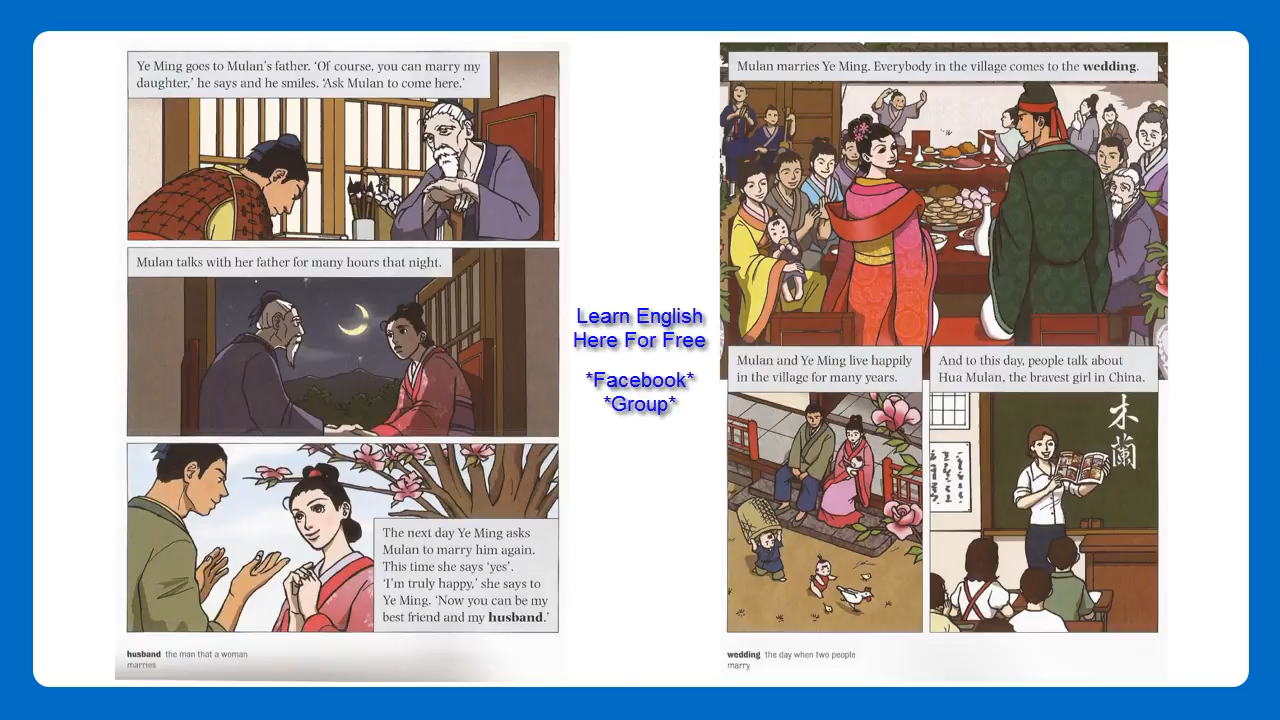 Ye Ming goes to Mulan's father. 'Of course, you can marry my
daughter,' he says and he smiles. 'Ask Mulan to come here.'
Mulan talks with her father for many hours that night.
The next day Ye Ming asks
Mulan to marry him again.
This time she says 'yes'.
'I'm truly happy,' she says to
Ye Ming. 'Now you can be my
best friend and my husband.'
husband the man that a woman
marries
Learn English
Here For Free
*Facebook*
*Group*
Mulan marries Ye Ming. Everybody in the village comes to the wedding.
Mulan and Ye Ming live happily
in the village for many years.
And to this day, people talk about
Hua Mulan, the bravest girl in China.
木
蘭
wedding the day when two people
marry